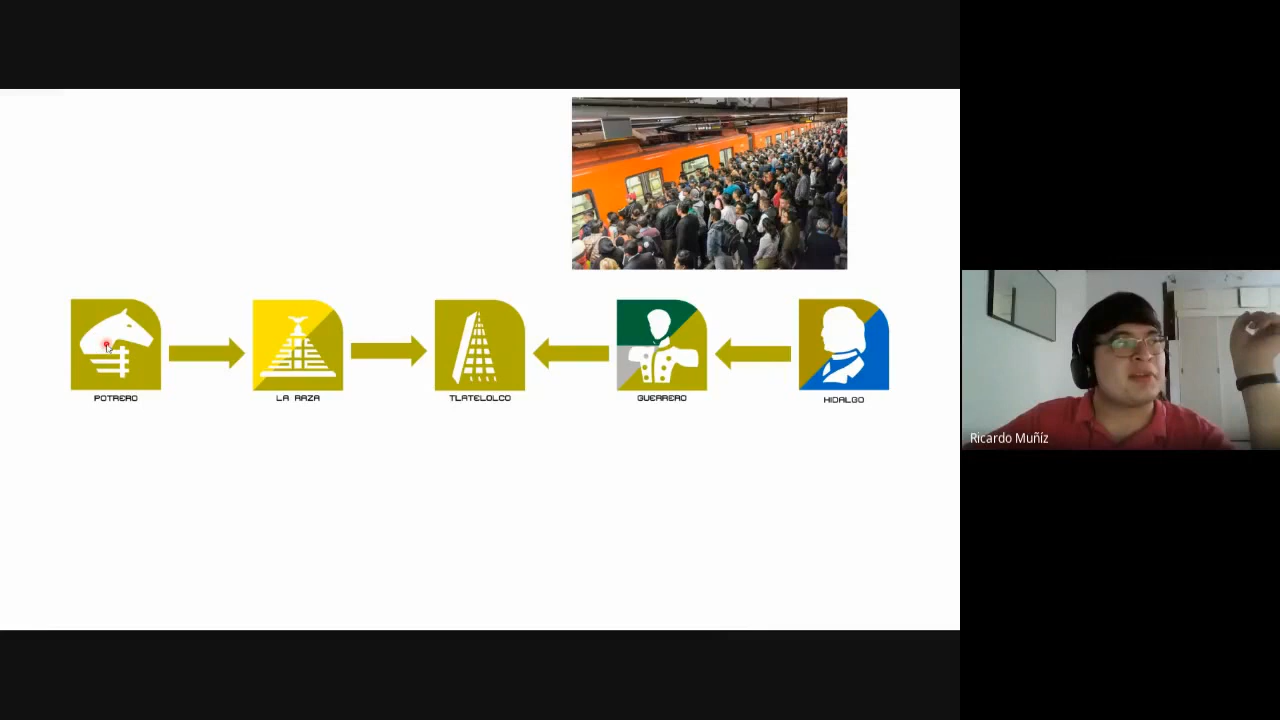 POTRERO
LA RAZA
TLATELOLCO
GUERRERO
HIDALGO
Ricardo Muñíz